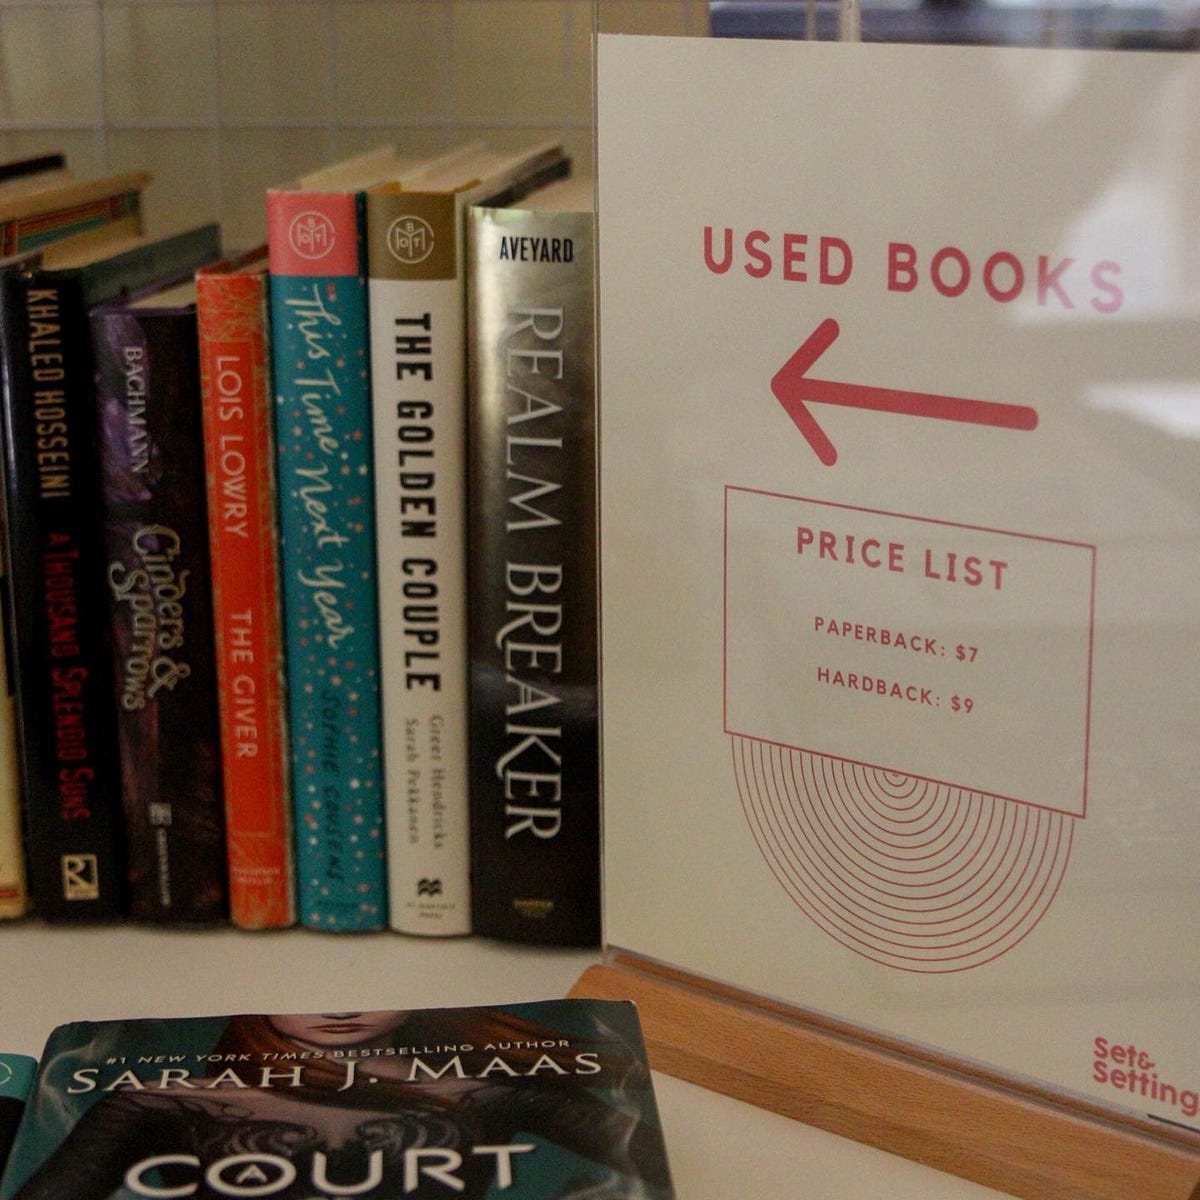 KHALED HOSSEINI A THOUSAND SPLENDID SUNS
BACHMANN
Cinders &
Sparrows
LOIS LOWRY THE GIVER
This Time Next Year SOPHIE COUSENS
THE GOLDEN COUPLE
Greer Hendricks
Sarah Pekkanen
AVEYARD
REALM BREAKER
USED BOOKS
PRICE LIST
PAPERBACK: $7
HARDBACK: $9
Set&
Setting
#1 NEW YORK TIMES BESTSELLING AUTHOR
SARAH J. MAAS
A COURT